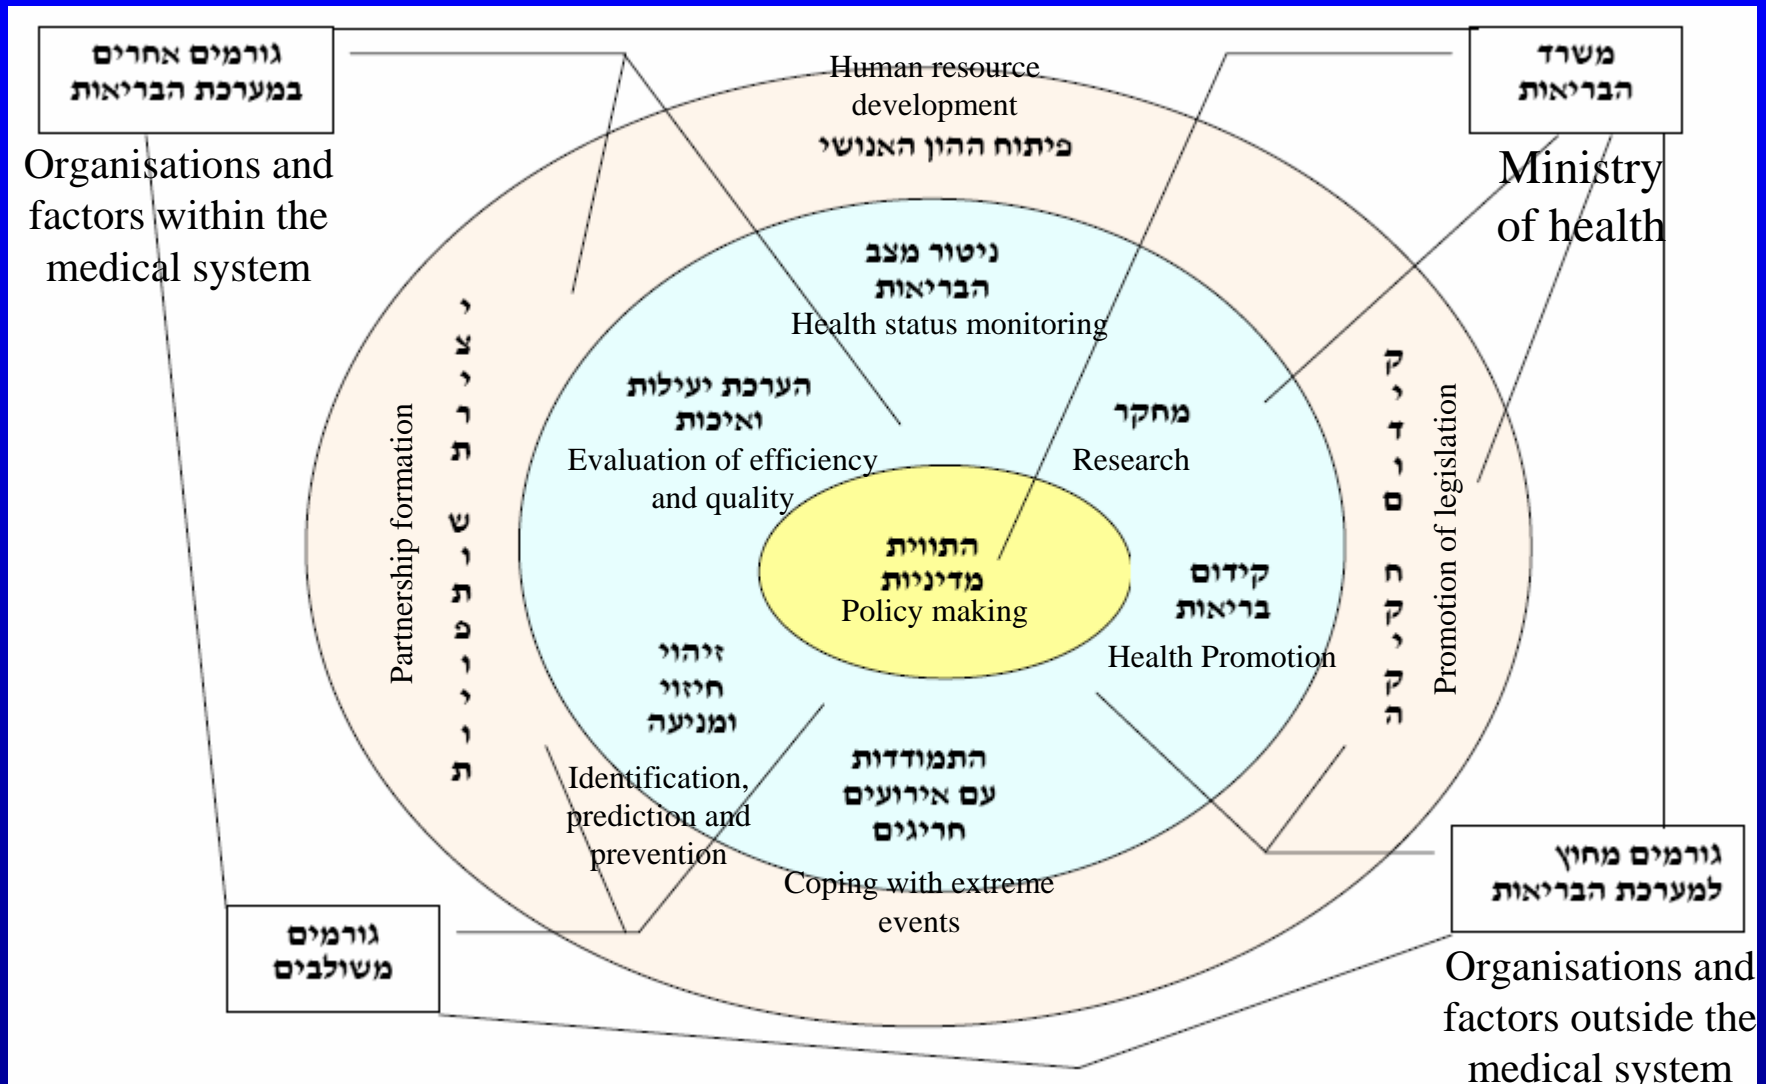 גורמים אחרים
במערכת הבריאות
Organisations and
factors within the
medical system
משרד
הבריאות
Ministry
of health
Human resource
development
פיתוח ההון האנושי
ניטור מצב
הבריאות
Health status monitoring
הערכת יעילות
ואיכות
Evaluation of efficiency
and quality
מחקר
Research
יצירת שותפויות
Partnership formation
קידום חקיקה
Promotion of legislation
התווית
מדיניות
Policy making
קידום
בריאות
Health Promotion
זיהוי
חיזוי
ומניעה
Identification,
prediction and
prevention
התמודדות
עם אירועים
חריגים
Coping with extreme
events
גורמים
משולבים
גורמים מחוץ
למערכת הבריאות
Organisations and
factors outside the
medical system